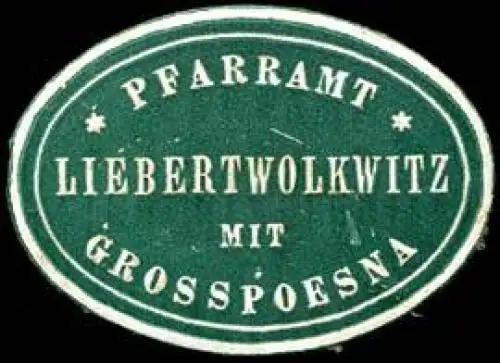 * PFARRAMT *
LIEBERTWOLKWITZ
MIT
GROSSPOESNA